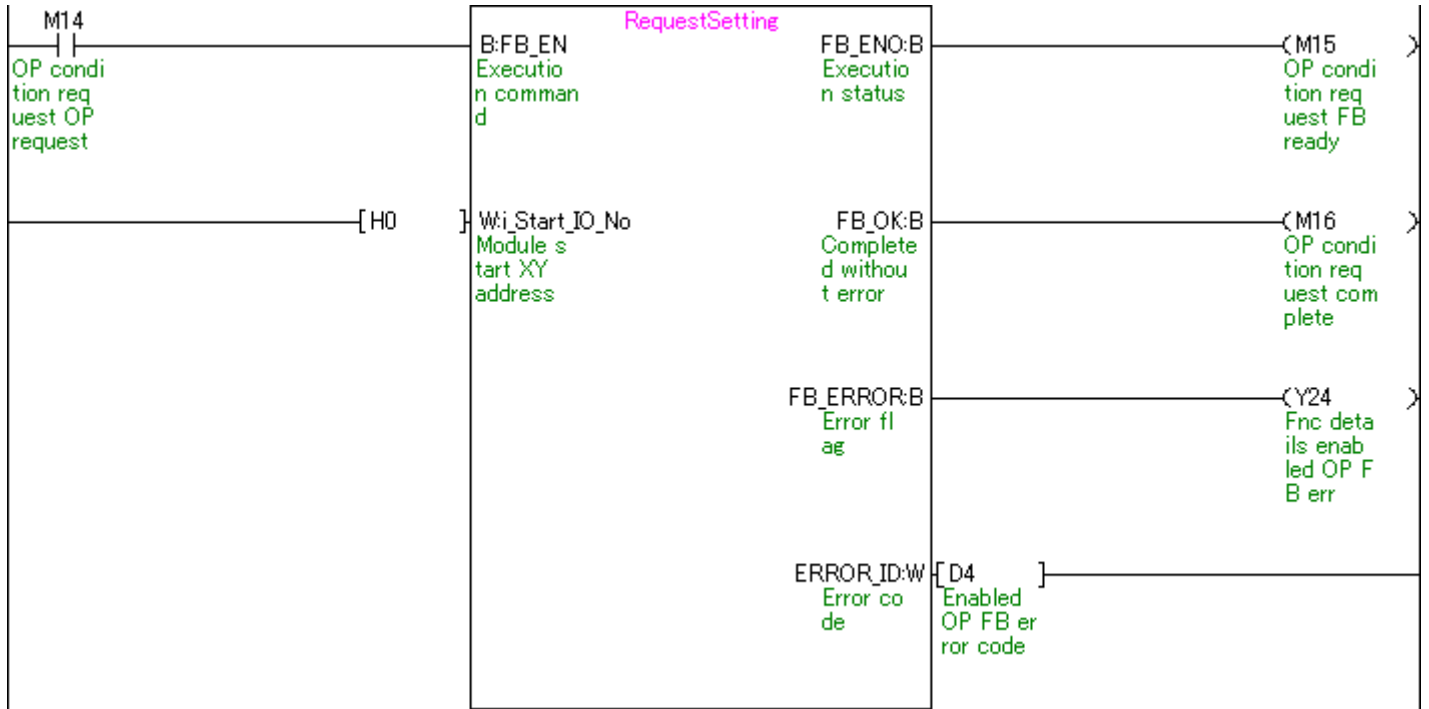 M14
RequestSetting
B:FB_EN
FB_ENO:B
(M15 )
OP condi
tion req
uest OP
request
Executio
n comman
d
Executio
n status
OP condi
tion req
uest FB
ready
[H0 ]
W:i_Start_IO_No
FB_OK:B
(M16 )
Module s
tart XY
address
Complete
d withou
t error
OP condi
tion req
uest com
plete
FB_ERROR:B
(Y24 )
Error fl
ag
Fnc deta
ils enab
led OP F
B err
ERROR_ID:W
[D4 ]
Error co
de
Enabled
OP FB er
ror code